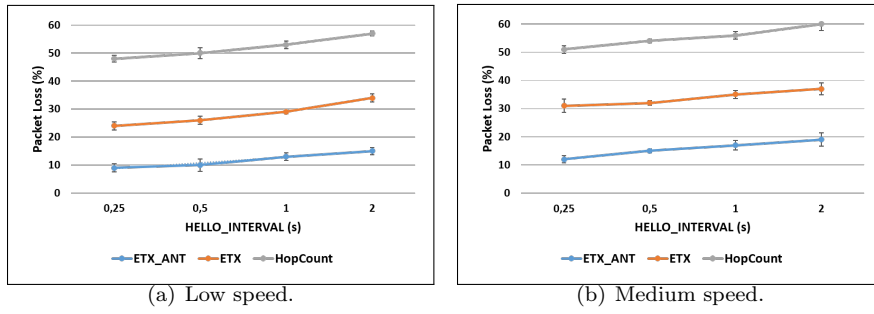 60
50
40
30
20
10
0
Packet Loss (%)
0,25 0,5 1 2
HELLO_INTERVAL (s)
ETX_ANT ETX HopCount
(a) Low speed.
60
50
40
30
20
10
0
Packet Loss (%)
0,25 0,5 1 2
HELLO_INTERVAL (s)
ETX_ANT ETX HopCount
(b) Medium speed.